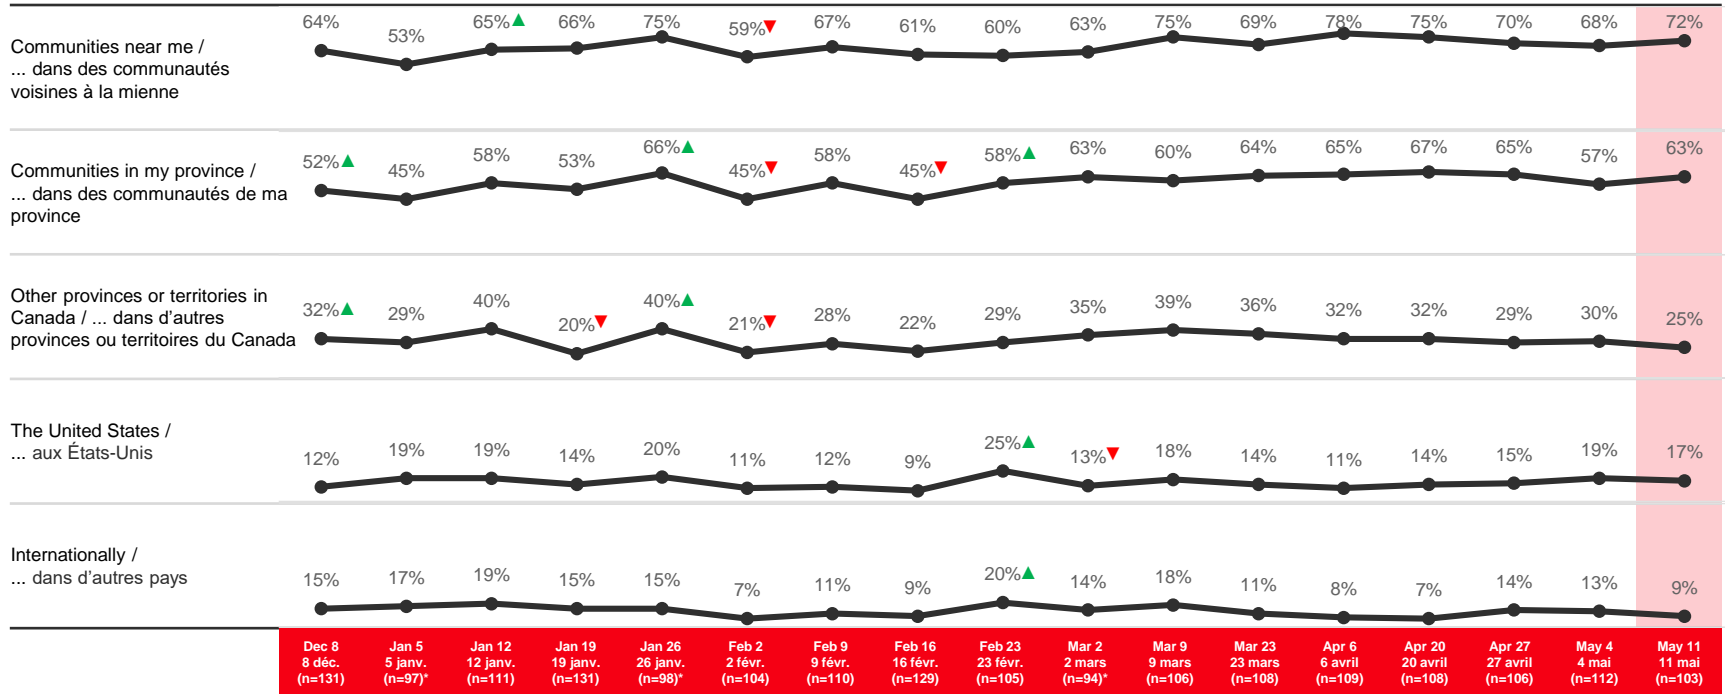 64% 53% 65%▲ 66% 75% 59%▼ 67% 61% 60% 63% 75% 69% 78% 75% 70% 68% 72%
Communities near me /
... dans des communautés
voisines à la mienne
52%▲ 45% 58% 53% 66%▲ 45%▼ 58% 45%▼ 58%▲ 63% 60% 64% 65% 67% 65% 57% 63%
Communities in my province /
... dans des communautés de ma
province
Other provinces or territories in
Canada / ... dans d'autres
provinces ou territoires du Canada
32%▲ 29% 40% 20%▼ 40%▲ 21%▼ 28% 22% 29% 35% 39% 36% 32% 32% 29% 30% 25%
The United States /
... aux États-Unis
12% 19% 19% 14% 20% 11% 12% 9% 25%▲ 13%▼ 18% 14% 11% 14% 15% 19% 17%
Internationally /
... dans d'autres pays
15% 17% 19% 15% 15% 7% 11% 9% 20%▲ 14% 18% 11% 8% 7% 14% 13% 9%
Dec 8 Jan 5 Jan 12 Jan 19 Jan 26 Feb 2 Feb 9 Feb 16 Feb 23 Mar 2 Mar 9 Mar 23 Apr 6 Apr 20 Apr 27 May 4 May 11
8 déc. 5 janv. 12 janv. 19 janv. 26 janv. 2 févr. 9 févr. 16 févr. 23 févr. 2 mars 9 mars 23 mars 6 avril 20 avril 27 avril 4 mai 11 mai
(n=131) (n=97)* (n=111) (n=131) (n=98)* (n=104) (n=110) (n=129) (n=105) (n=94)* (n=106) (n=108) (n=109) (n=108) (n=106) (n=112) (n=103)